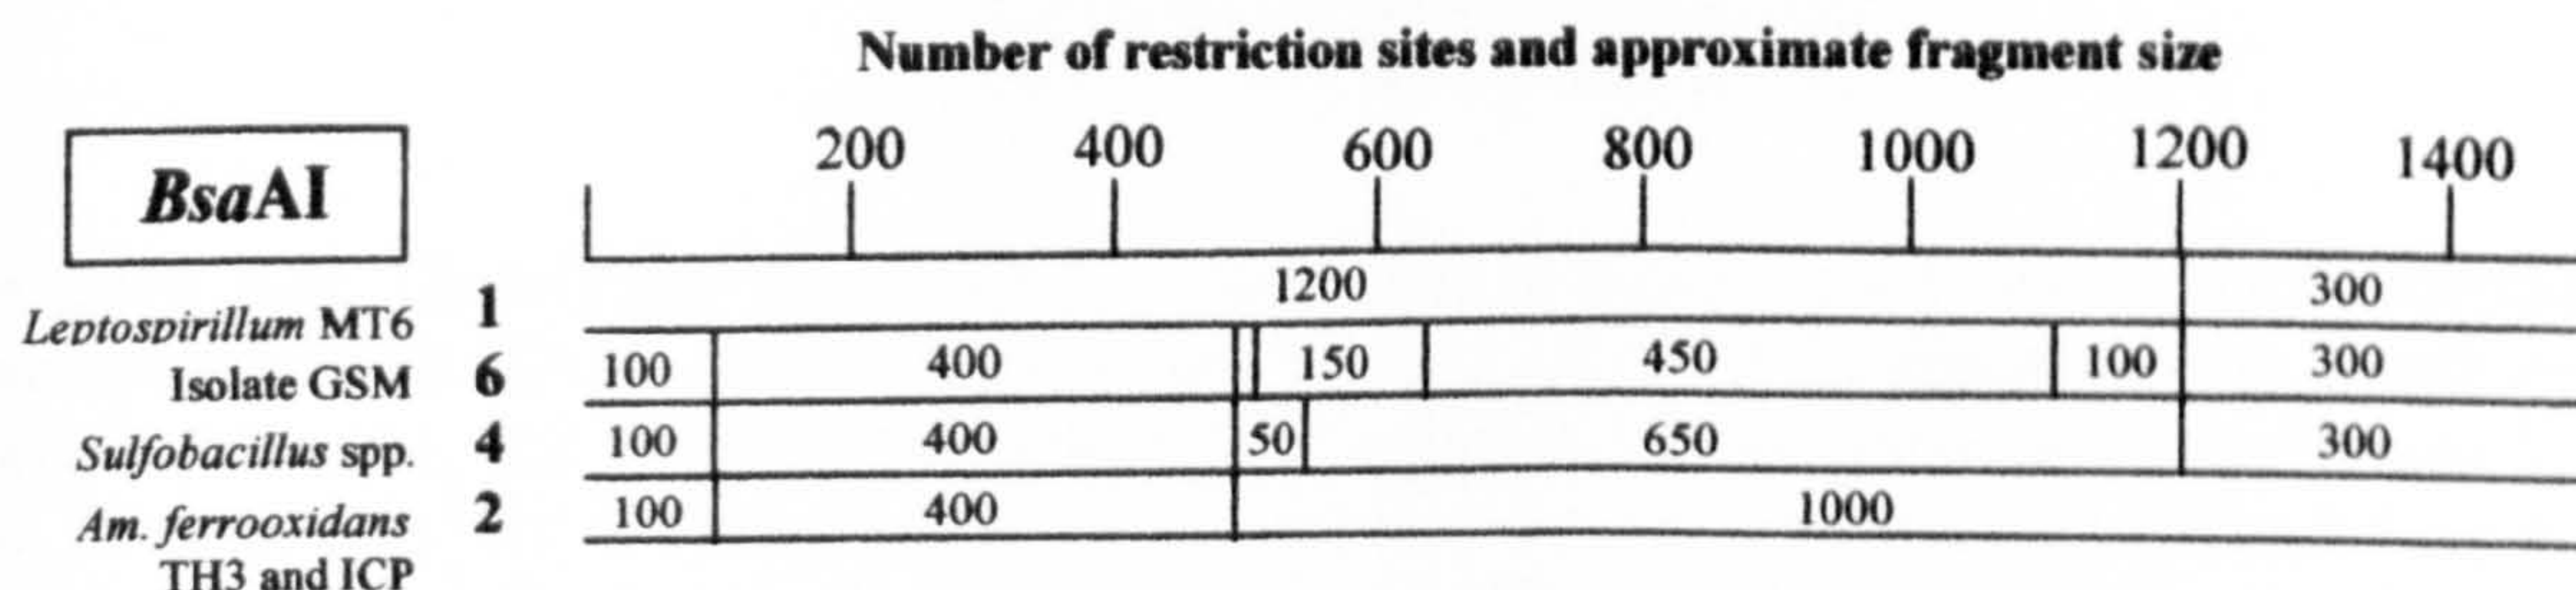 Number of restriction sites and approximate fragment size
BsaAI
200 400 600 800 1000 1200 1400
1200 300
Leptospirillum MT6 1
100 400 150 450 100 300
Isolate GSM 6
100 400 50 650 300
Sulfobacillus spp. 4
100 400 1000
Am. ferrooxidans 2
TH3 and ICP